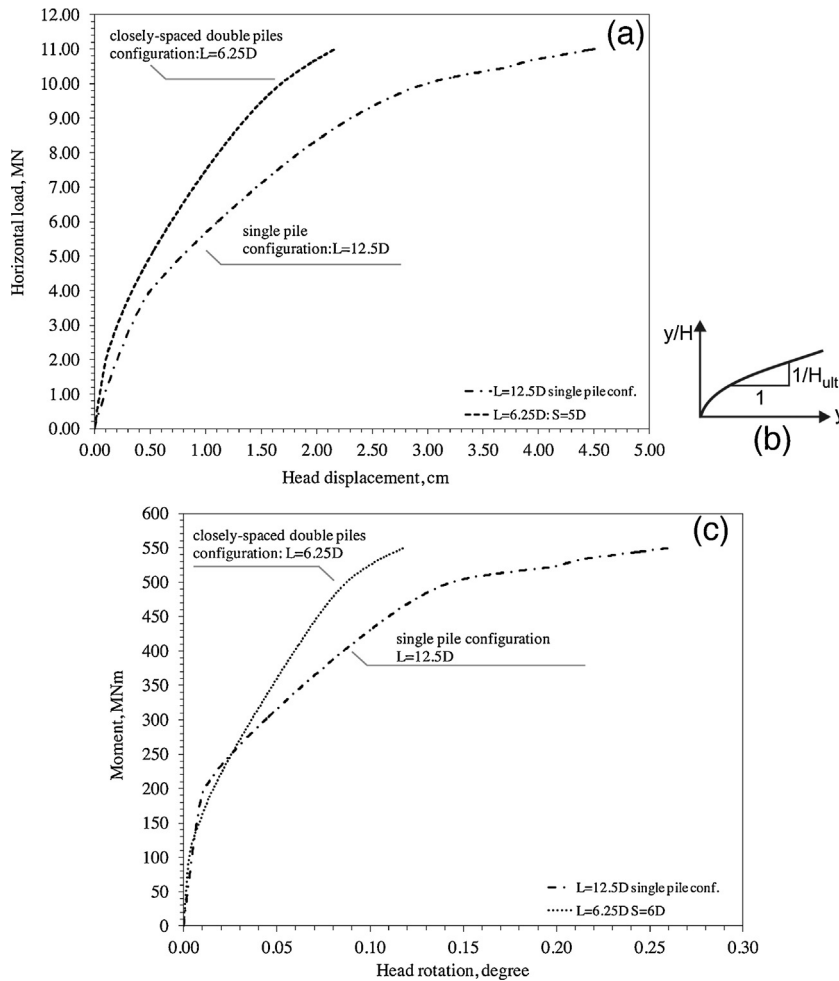 (a)
closely-spaced double piles
configuration:L=6.25D
single pile
configuration:L=12.5D
12.00
11.00
10.00
9.00
8.00
7.00
6.00
5.00
4.00
3.00
2.00
1.00
0.00
Horizontal load, MN
L=12.5D single pile conf.
L=6.25D: S=5D
0.00 0.50 1.00 1.50 2.00 2.50 3.00 3.50 4.00 4.50 5.00
Head displacement, cm
y/H
1/Hult
1
y
(b)
(c)
closely-spaced double piles
configuration: L=6.25D
single pile configuration
L=12.5D
600
550
500
450
400
350
300
250
200
150
100
50
0
Moment, MNm
L=12.5D single pile conf.
L=6.25D S=6D
0.00 0.05 0.10 0.15 0.20 0.25 0.30
Head rotation, degree